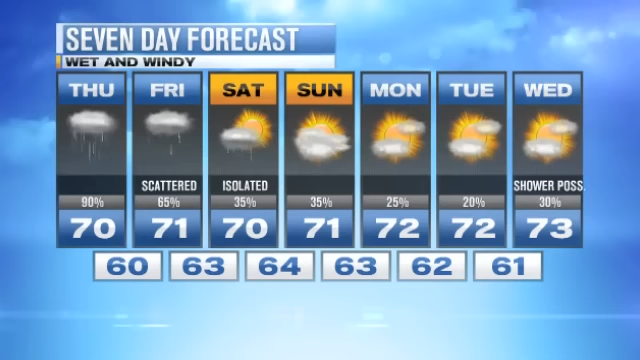 SEVEN DAY FORECAST
WET AND WINDY
THU FRI SAT SUN MON TUE WED
SCATTERED ISOLATED SHOWER POSS.
90% 65% 35% 35% 25% 20% 30%
70 71 70 71 72 72 73
60 63 64 63 62 61